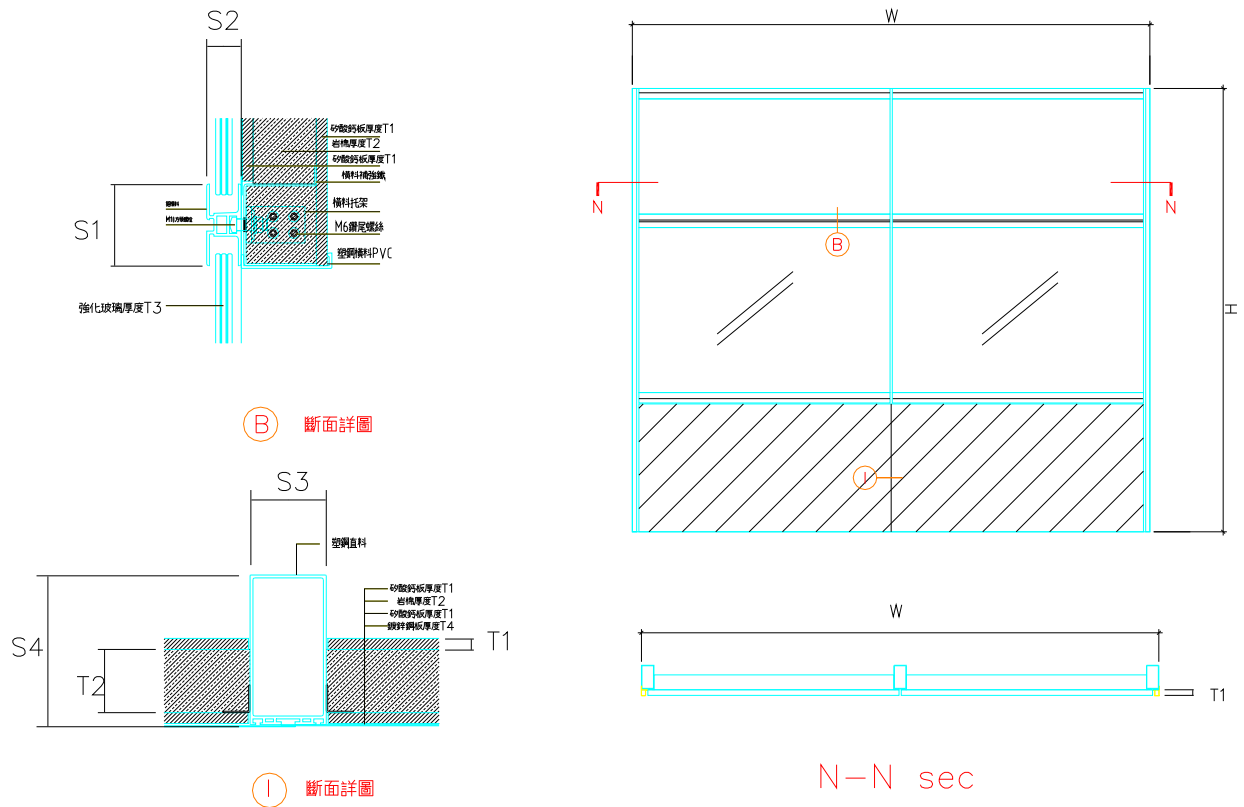 S2
矽酸鈣板厚度T1
岩棉厚度T2
矽酸鈣板厚度T1
橫料補強鐵
橫料托架
S1
M6鑽尾螺絲
塑鋼橫料PVC
強化玻璃厚度T3
B 斷面詳圖
W
N
N
B
H
I
S3
塑鋼直料
S4
矽酸鈣板厚度T1
岩棉厚度T2
矽酸鈣板厚度T1
鍍鋅鋼板厚度T4
T1
T2
I 斷面詳圖
W
T1
N-N sec